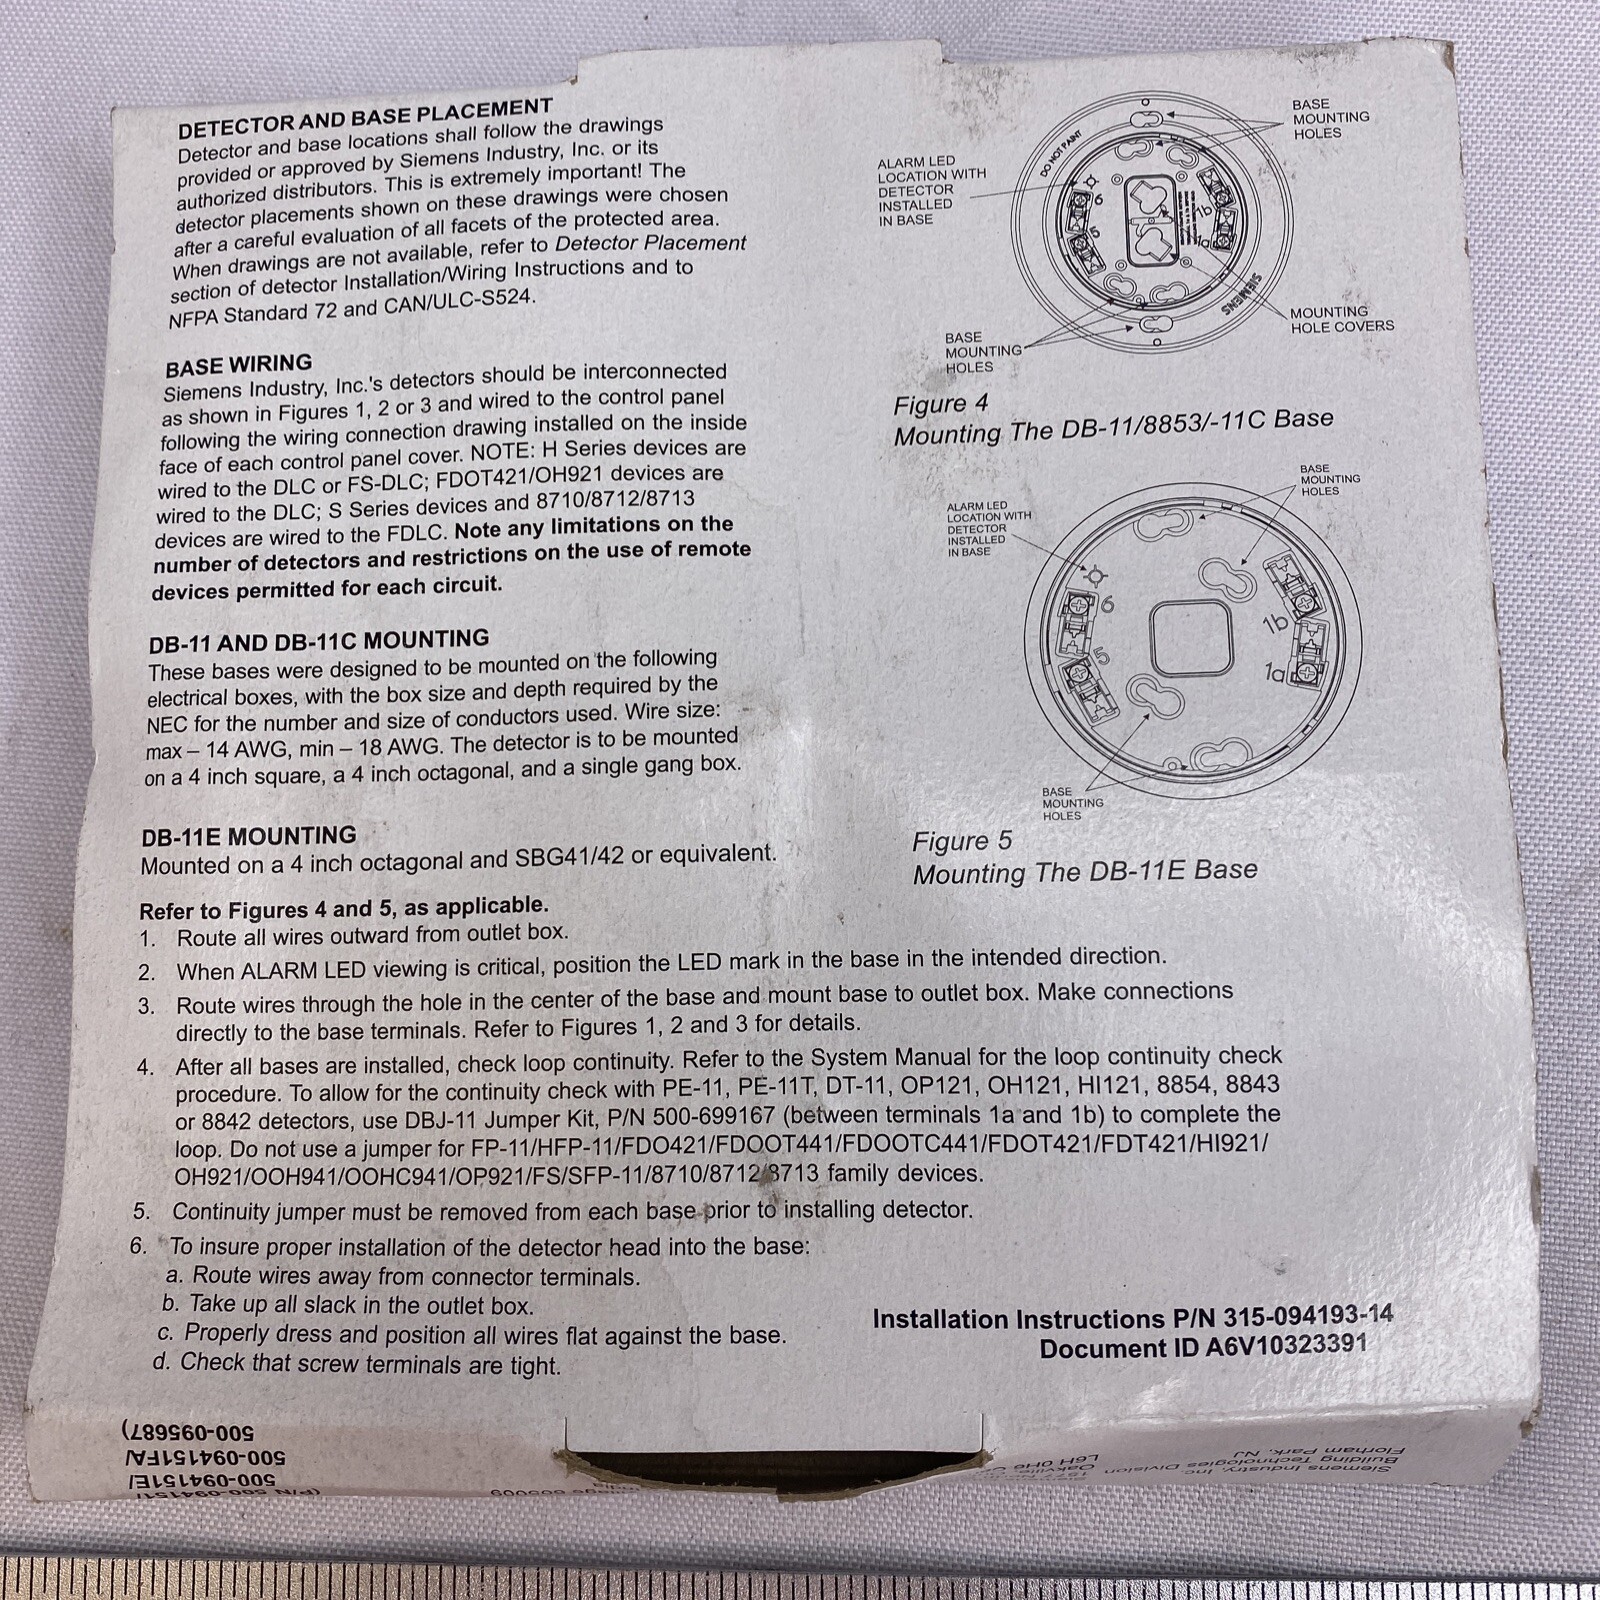 DETECTOR AND BASE PLACEMENT
Detector and base locations shall follow the drawings
provided or approved by Siemens Industry, Inc. or its
authorized distributors. This is extremely important! The
detector placements shown on these drawings were chosen
after a careful evaluation of all facets of the protected area.
When drawings are not available, refer to Detector Placement
section of detector Installation/Wiring Instructions and to
NFPA Standard 72 and CAN/ULC-S524.
BASE WIRING
Siemens Industry, Inc.'s detectors should be interconnected
as shown in Figures 1, 2 or 3 and wired to the control panel
following the wiring connection drawing installed on the inside
face of each control panel cover. NOTE: H Series devices are
wired to the DLC or FS-DLC; FDOT421/OH921 devices are
wired to the DLC; S Series devices and 8710/8712/8713
devices are wired to the FDLC. Note any limitations on the
number of detectors and restrictions on the use of remote
devices permitted for each circuit.
DB-11 AND DB-11C MOUNTING
These bases were designed to be mounted on the following
electrical boxes, with the box size and depth required by the
NEC for the number and size of conductors used. Wire size:
max – 14 AWG, min – 18 AWG. The detector is to be mounted
on a 4 inch square, a 4 inch octagonal, and a single gang box.
DB-11E MOUNTING
Mounted on a 4 inch octagonal and SBG41/42 or equivalent.
BASE
MOUNTING
HOLES
ALARM LED
LOCATION WITH
DETECTOR
INSTALLED
IN BASE
DO NOT PAINT
6
5
1b
1a
SIEMENS
MOUNTING
HOLE COVERS
BASE
MOUNTING
HOLES
Figure 4
Mounting The DB-11/8853/-11C Base
BASE
MOUNTING
HOLES
ALARM LED
LOCATION WITH
DETECTOR
INSTALLED
IN BASE
6
5
1b
1a
BASE
MOUNTING
HOLES
Figure 5
Mounting The DB-11E Base
Refer to Figures 4 and 5, as applicable.
1. Route all wires outward from outlet box.
2. When ALARM LED viewing is critical, position the LED mark in the base in the intended direction.
3. Route wires through the hole in the center of the base and mount base to outlet box. Make connections
directly to the base terminals. Refer to Figures 1, 2 and 3 for details.
4. After all bases are installed, check loop continuity. Refer to the System Manual for the loop continuity check
procedure. To allow for the continuity check with PE-11, PE-11T, DT-11, OP121, OH121, HI121, 8854, 8843
or 8842 detectors, use DBJ-11 Jumper Kit, P/N 500-699167 (between terminals 1a and 1b) to complete the
loop. Do not use a jumper for FP-11/HFP-11/FDO421/FDOOT441/FDOOTC441/FDOT421/FDT421/HI921/
OH921/OOH941/OOHC941/OP921/FS/SFP-11/8710/8712/8713 family devices.
5. Continuity jumper must be removed from each base prior to installing detector.
6. To insure proper installation of the detector head into the base:
a. Route wires away from connector terminals.
b. Take up all slack in the outlet box.
c. Properly dress and position all wires flat against the base.
d. Check that screw terminals are tight.
Installation Instructions P/N 315-094193-14
Document ID A6V10323391
(P/N 500-094151/
500-094151E/
500-094151FA/
500-095687)
Siemens Industry, Inc.
Building Technologies Division
Florham Park, NJ
Oakville,
L6H 0H6